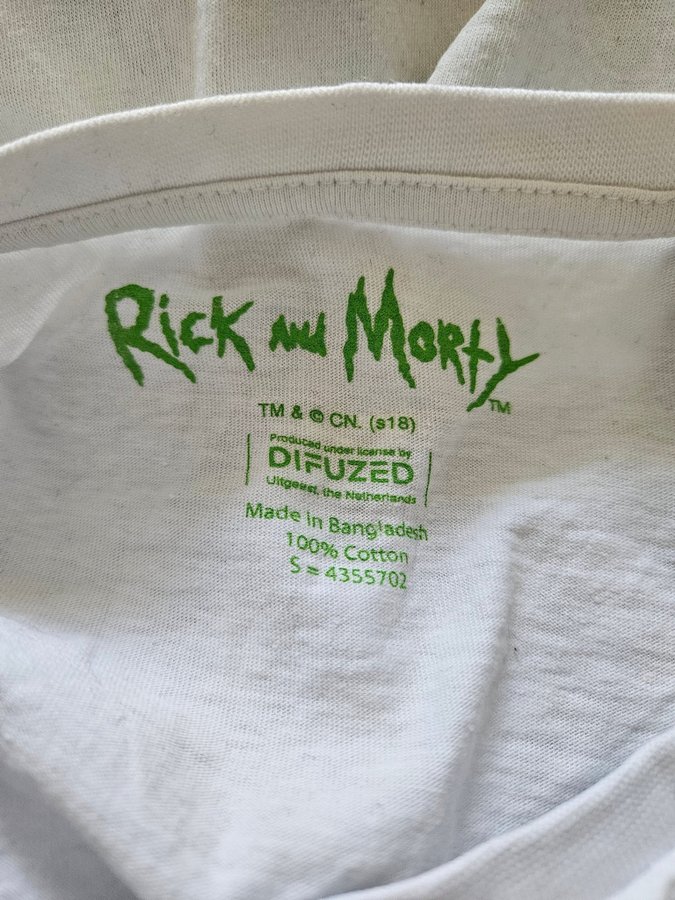 Rick and Morty™
TM & © CN. (s18)
Produced under license by
DIFUZED
Uitgeest, the Netherlands
Made in Bangladesh
100% Cotton
S = 4355702